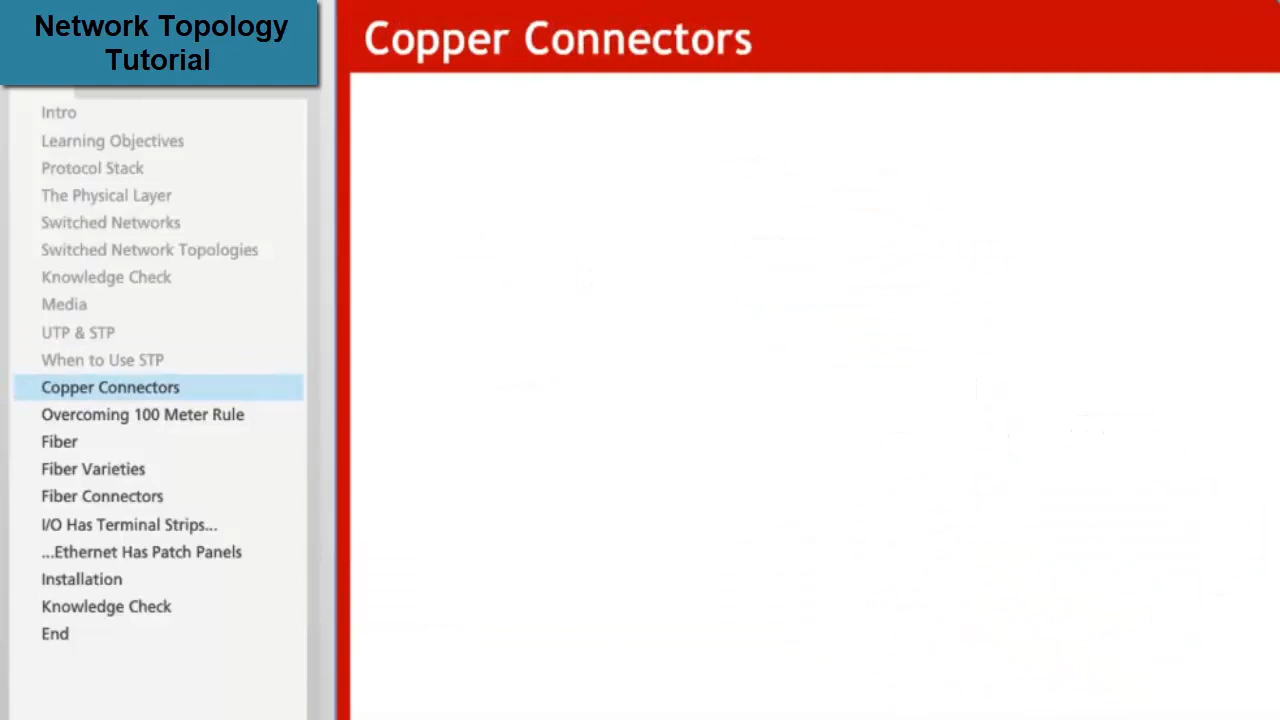 Network Topology
Tutorial
Copper Connectors
Intro
Learning Objectives
Protocol Stack
The Physical Layer
Switched Networks
Switched Network Topologies
Knowledge Check
Media
UTP & STP
When to Use STP
Copper Connectors
Overcoming 100 Meter Rule
Fiber
Fiber Varieties
Fiber Connectors
I/O Has Terminal Strips...
...Ethernet Has Patch Panels
Installation
Knowledge Check
End